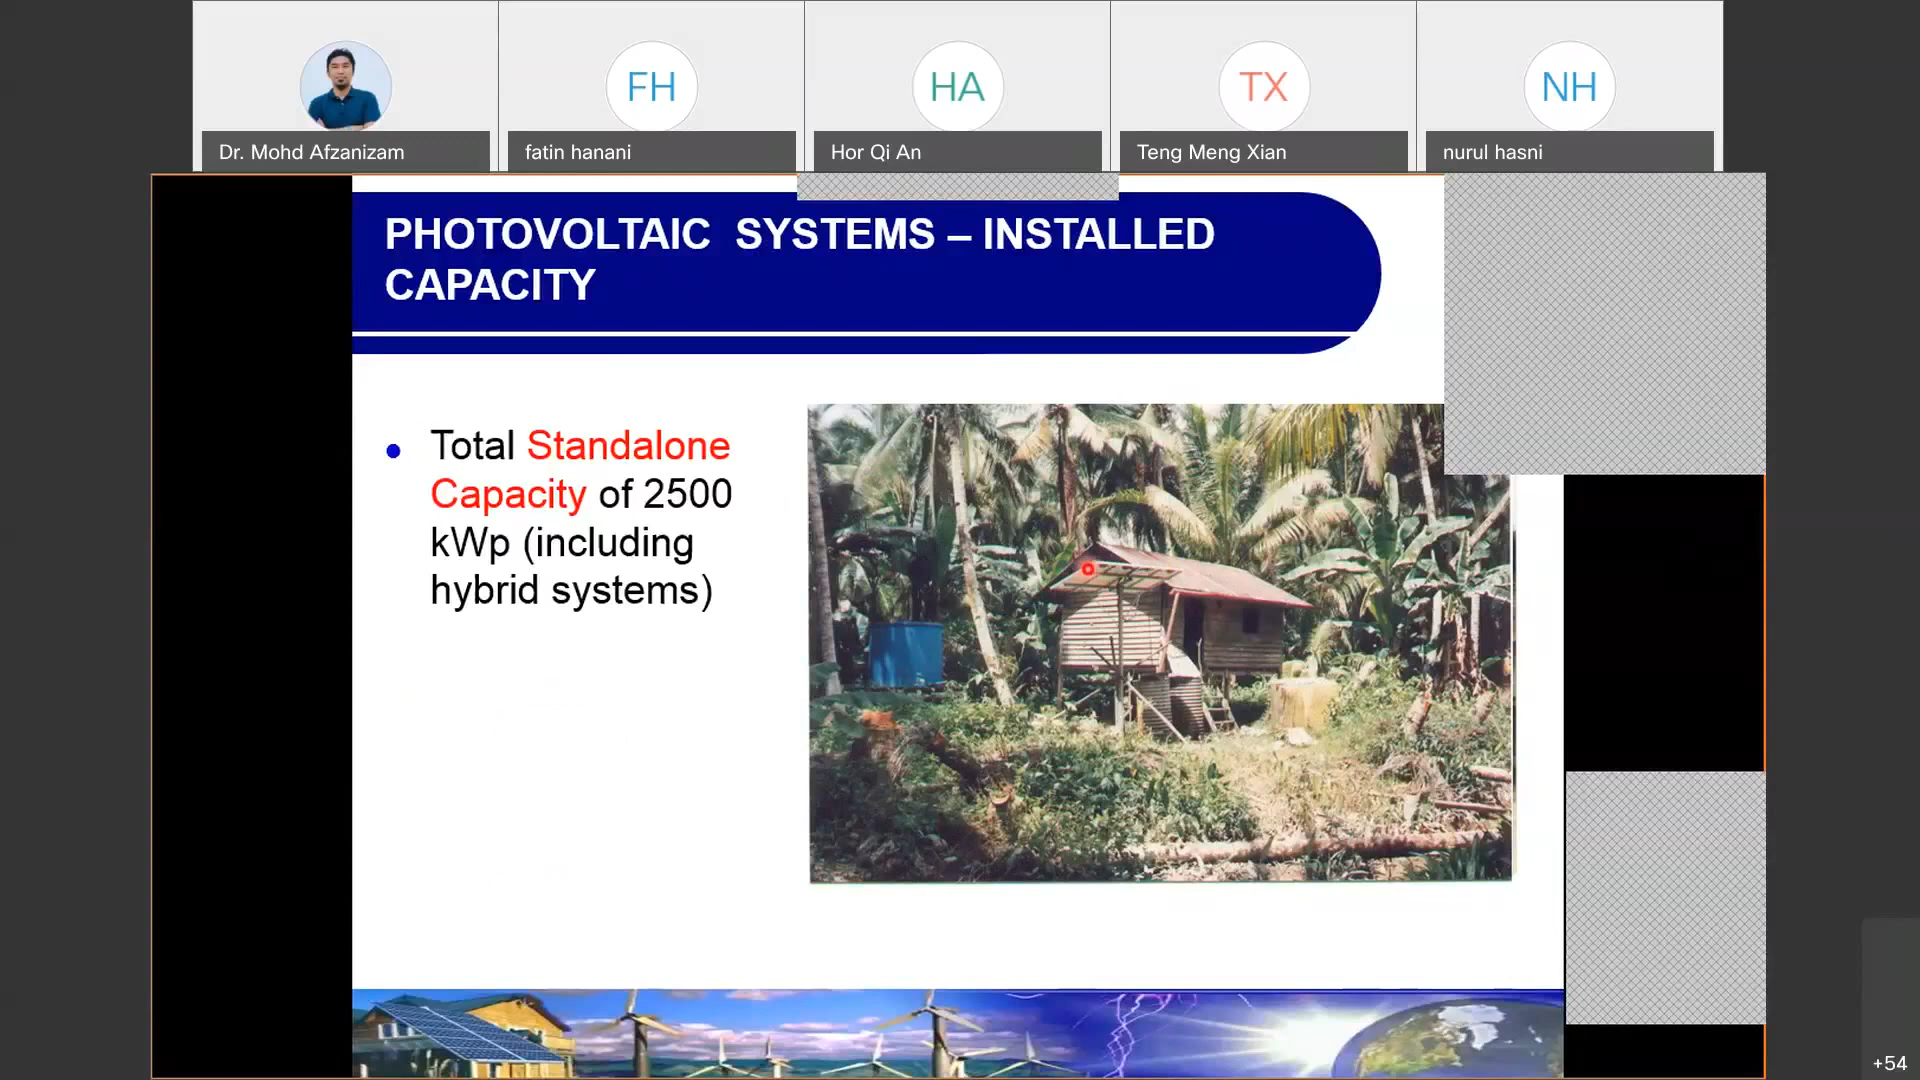 FH
HA
TX
NH
Dr. Mohd Afzanizam
fatin hanani
Hor Qi An
Teng Meng Xian
nurul hasni
PHOTOVOLTAIC SYSTEMS – INSTALLED
CAPACITY
• Total Standalone
Capacity of 2500
kWp (including
hybrid systems)
+54